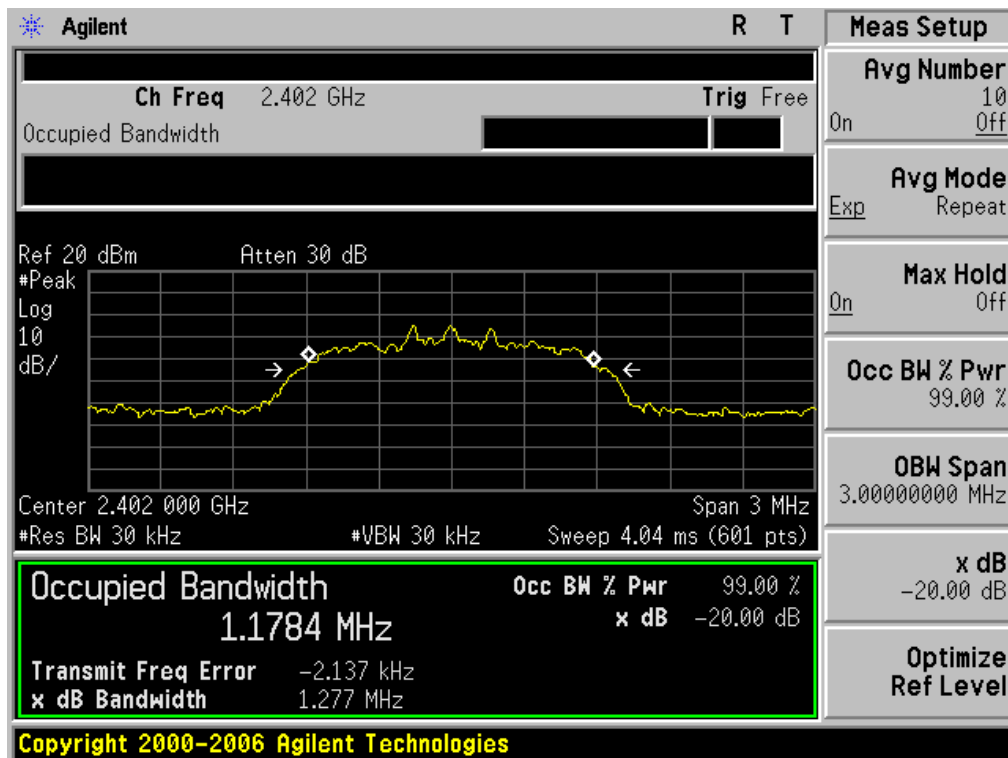 Agilent R T
Ch Freq 2.402 GHz Trig Free
Occupied Bandwidth
Ref 20 dBm Atten 30 dB
#Peak
Log
10
dB/
Center 2.402 000 GHz Span 3 MHz
#Res BW 30 kHz #VBW 30 kHz Sweep 4.04 ms (601 pts)
Occupied Bandwidth Occ BW % Pwr 99.00 %
1.1784 MHz x dB -20.00 dB
Transmit Freq Error -2.137 kHz
x dB Bandwidth 1.277 MHz
Copyright 2000-2006 Agilent Technologies
Meas Setup
Avg Number
10
On Off
Avg Mode
Exp Repeat
Max Hold
On Off
Occ BW % Pwr
99.00 %
OBW Span
3.00000000 MHz
x dB
-20.00 dB
Optimize
Ref Level